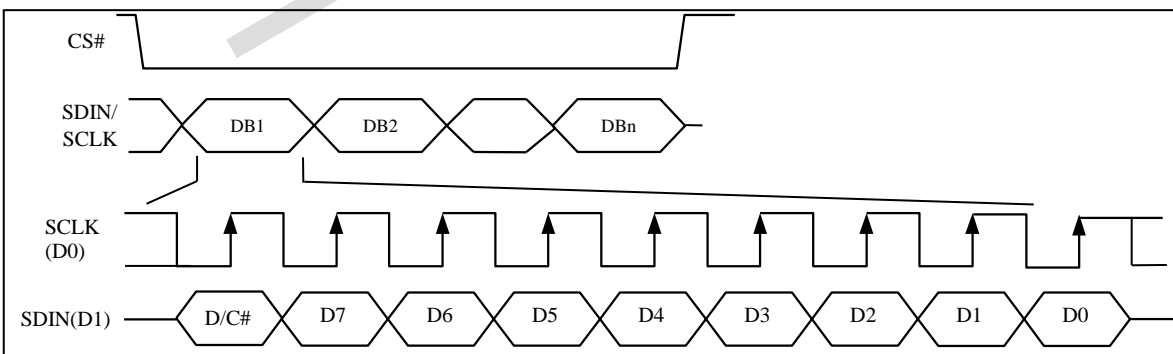 CS#
SDIN/
SCLK
DB1 DB2 DBn
SCLK
(D0)
SDIN(D1) D/C# D7 D6 D5 D4 D3 D2 D1 D0